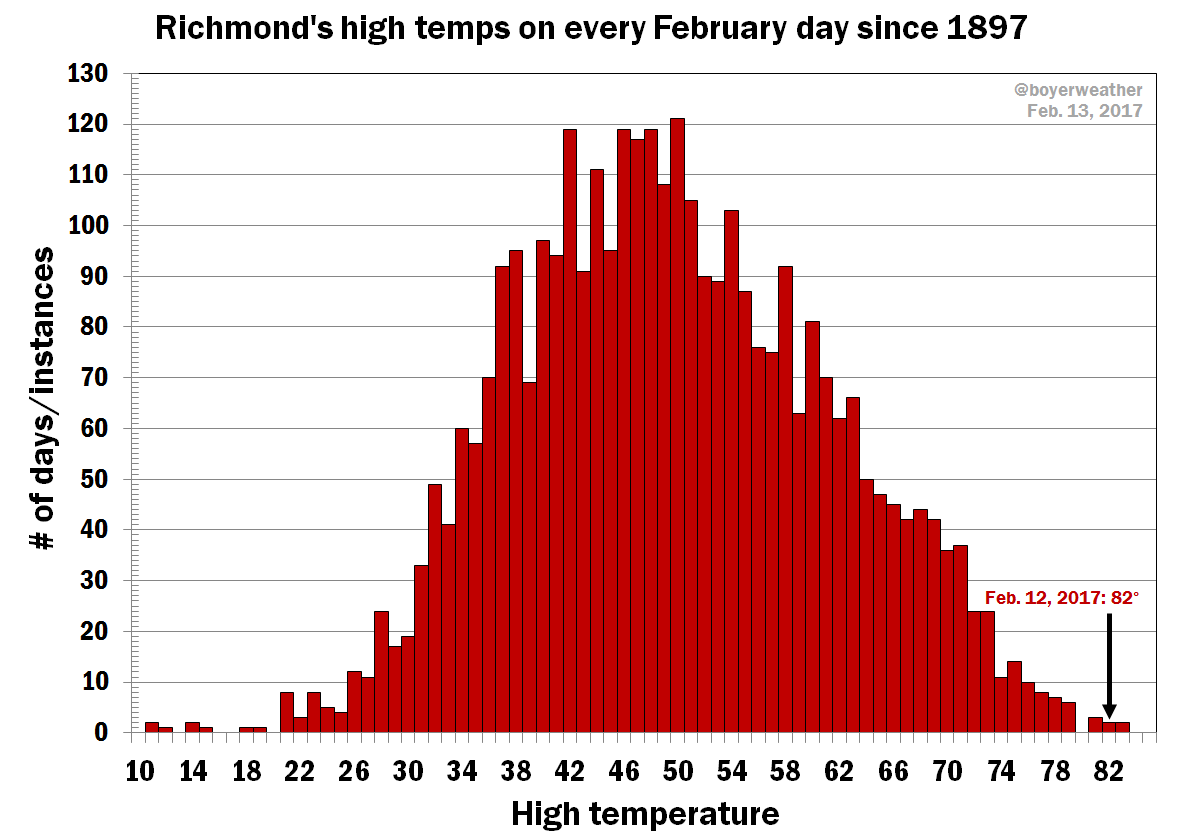 Richmond's high temps on every February day since 1897
@boyerweather
Feb. 13, 2017
# of days/instances
130
120
110
100
90
80
70
60
50
40
30
20
10
0
Feb. 12, 2017: 82°
10 14 18 22 26 30 34 38 42 46 50 54 58 62 66 70 74 78 82
High temperature